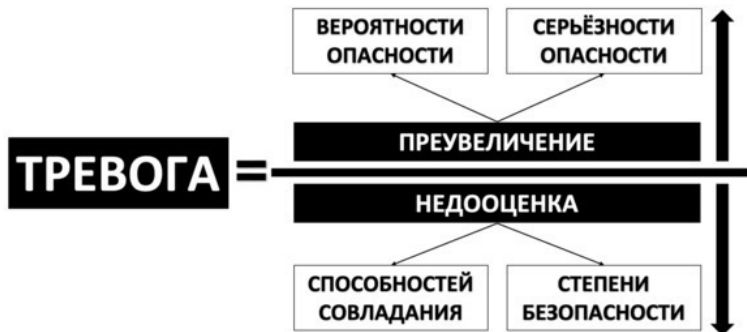 ВЕРОЯТНОСТИ
ОПАСНОСТИ
СЕРЬЁЗНОСТИ
ОПАСНОСТИ
ПРЕУВЕЛИЧЕНИЕ
ТРЕВОГА =
НЕДООЦЕНКА
СПОСОБНОСТЕЙ
СОВЛАДАНИЯ
СТЕПЕНИ
БЕЗОПАСНОСТИ